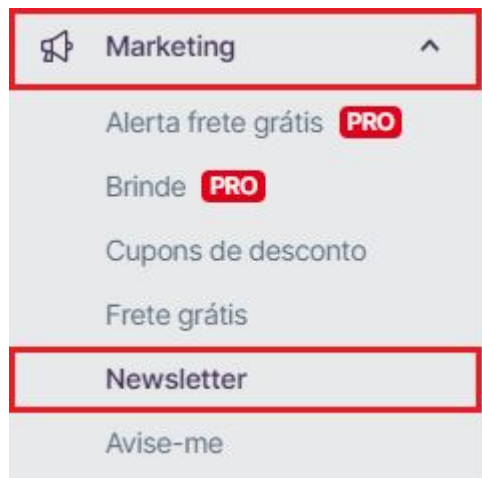 Marketing
Alerta frete grátis PRO
Brinde PRO
Cupons de desconto
Frete grátis
Newsletter
Avise-me